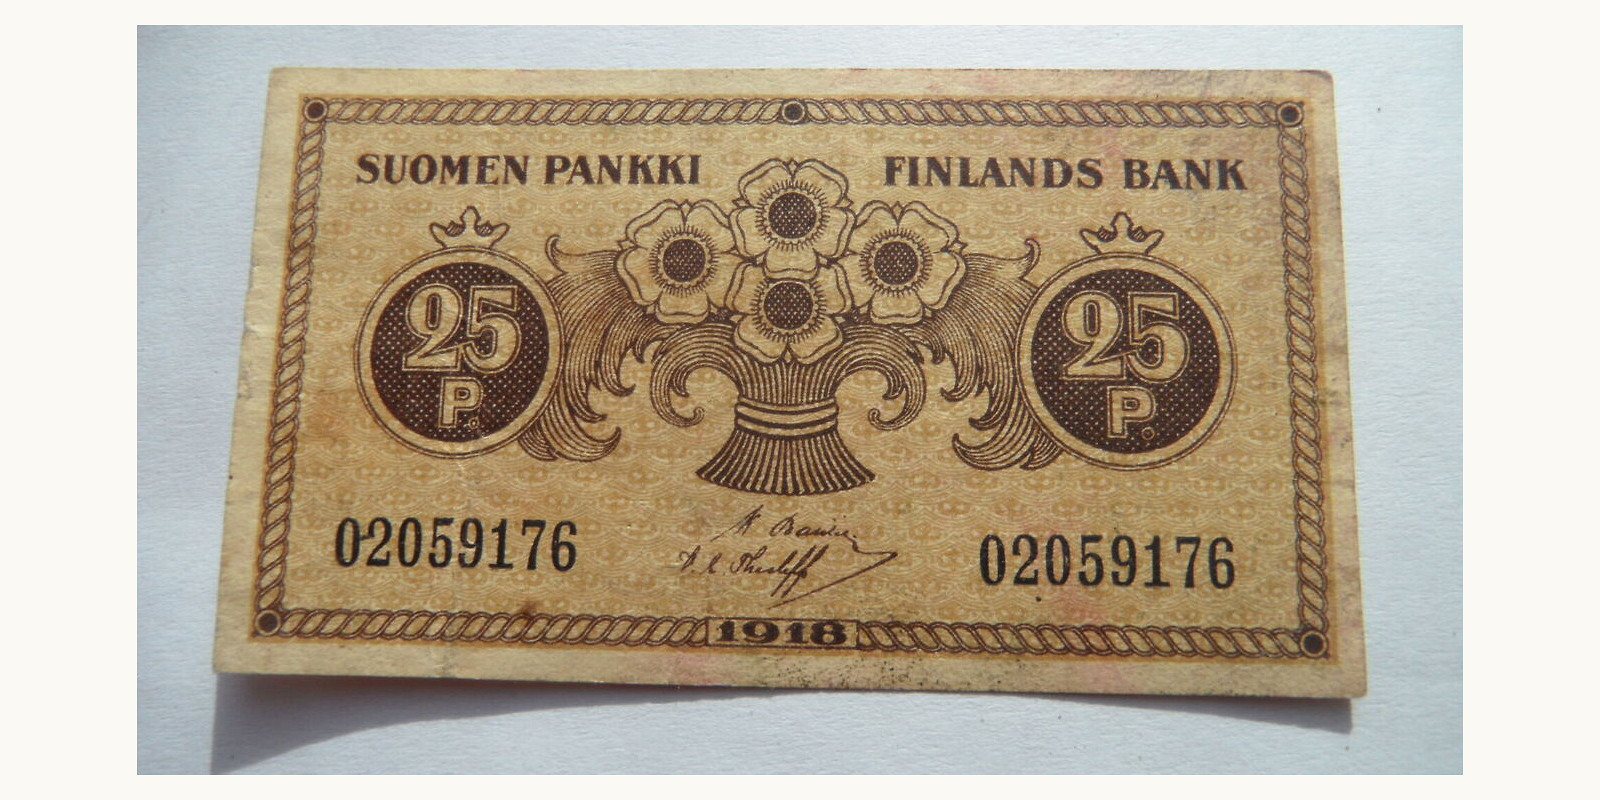 SUOMEN PANKKI FINLANDS BANK
25 25
P. P.
02059176 02059176
1918